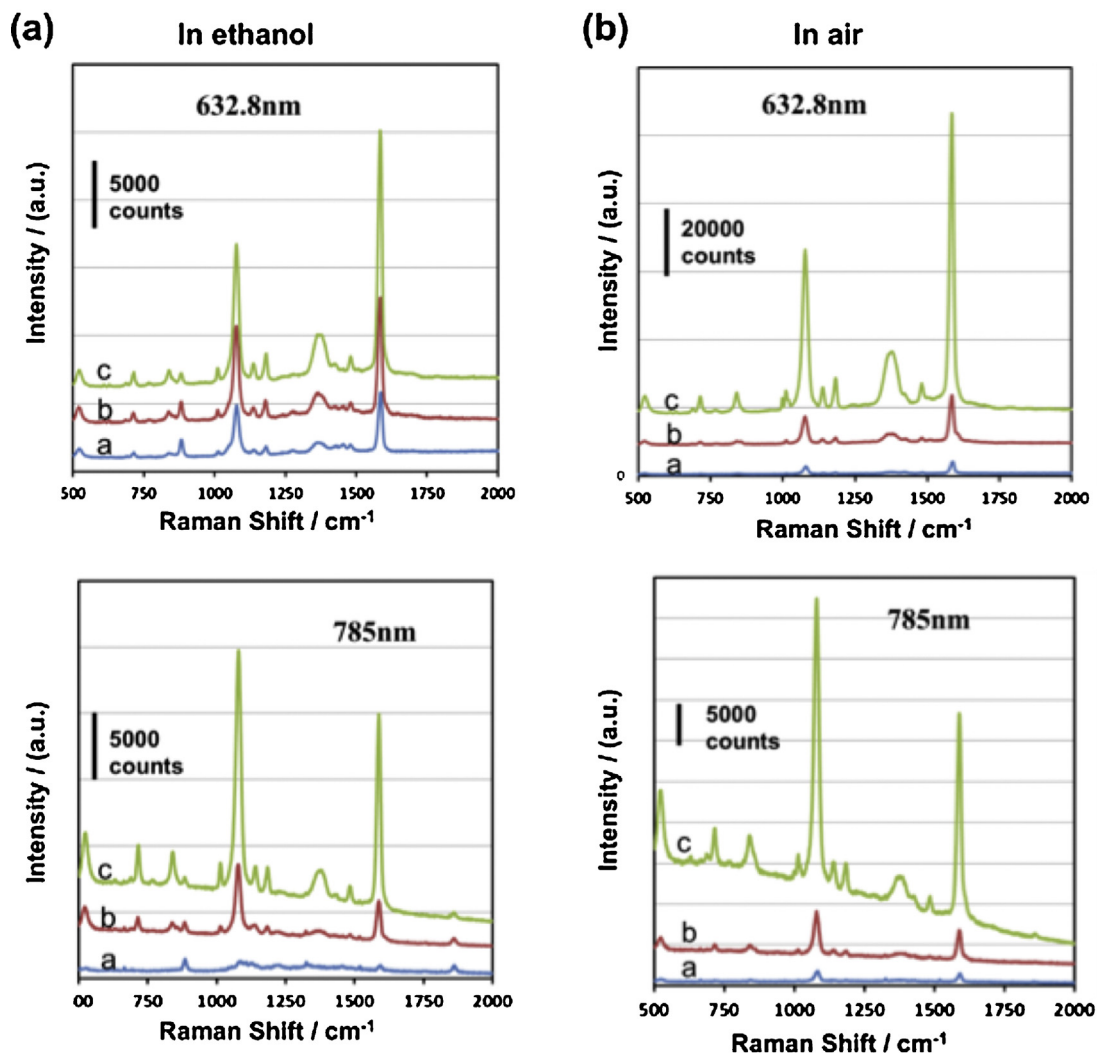 (a) In ethanol
(b) In air
632.8nm
5000
counts
c
b
a
Intensity / (a.u.)
500 750 1000 1250 1500 1750 2000
Raman Shift / cm-1
632.8nm
20000
counts
c
b
a
0
Intensity / (a.u.)
500 750 1000 1250 1500 1750 2000
Raman Shift / cm-1
785nm
5000
counts
c
b
a
Intensity / (a.u.)
00 750 1000 1250 1500 1750 2000
Raman Shift / cm-1
785nm
5000
counts
c
b
a
Intensity / (a.u.)
500 750 1000 1250 1500 1750 2000
Raman Shift / cm-1